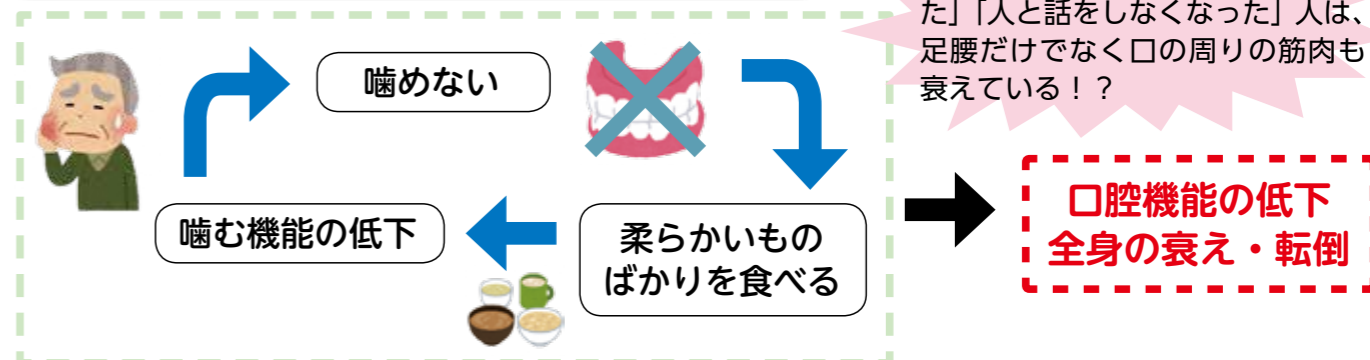 た」「人と話をしなくなった」人は、
足腰だけでなく口の周りの筋肉も
衰えている！？
噛めない
柔らかいもの
ばかりを食べる
噛む機能の低下
口腔機能の低下
全身の衰え・転倒